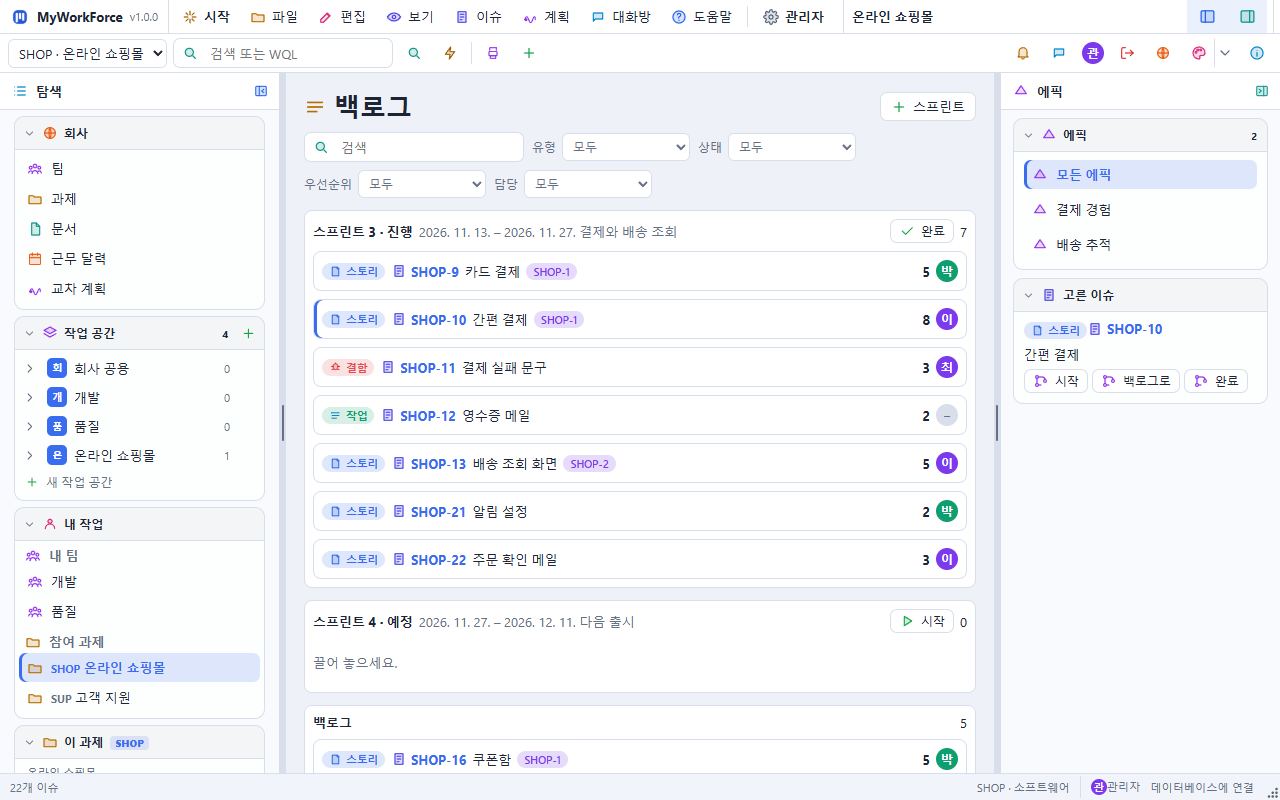 MyWorkForce v1.0.0 시작 파일 편집 보기 이슈 계획 대화방 도움말 관리자 온라인 쇼핑몰
SHOP · 온라인 쇼핑몰 검색 또는 WQL 관
탐색
회사
팀
과제
문서
근무 달력
교차 계획
작업 공간 4
회 회사 공용 0
개 개발 0
품 품질 0
온 온라인 쇼핑몰 1
새 작업 공간
내 작업
내 팀
개발
품질
참여 과제
SHOP 온라인 쇼핑몰
SUP 고객 지원
이 과제 SHOP
온라인 쇼핑몰
백로그 스프린트
검색 유형 모두 상태 모두
우선순위 모두 담당 모두
스프린트 3 · 진행 2026. 11. 13. – 2026. 11. 27. 결제와 배송 조회 완료 7
스토리 SHOP-9 카드 결제 SHOP-1 5 박
스토리 SHOP-10 간편 결제 SHOP-1 8 이
결함 SHOP-11 결제 실패 문구 3 최
작업 SHOP-12 영수증 메일 2 –
스토리 SHOP-13 배송 조회 화면 SHOP-2 5 이
스토리 SHOP-21 알림 설정 2 박
스토리 SHOP-22 주문 확인 메일 3 이
스프린트 4 · 예정 2026. 11. 27. – 2026. 12. 11. 다음 출시 시작 0
끌어 놓으세요.
백로그 5
스토리 SHOP-16 쿠폰함 SHOP-1 5 박
에픽
에픽 2
모든 에픽
결제 경험
배송 추적
고른 이슈
스토리 SHOP-10
간편 결제
시작 백로그로 완료
22개 이슈 SHOP · 소프트웨어 관 관리자 데이터베이스에 연결